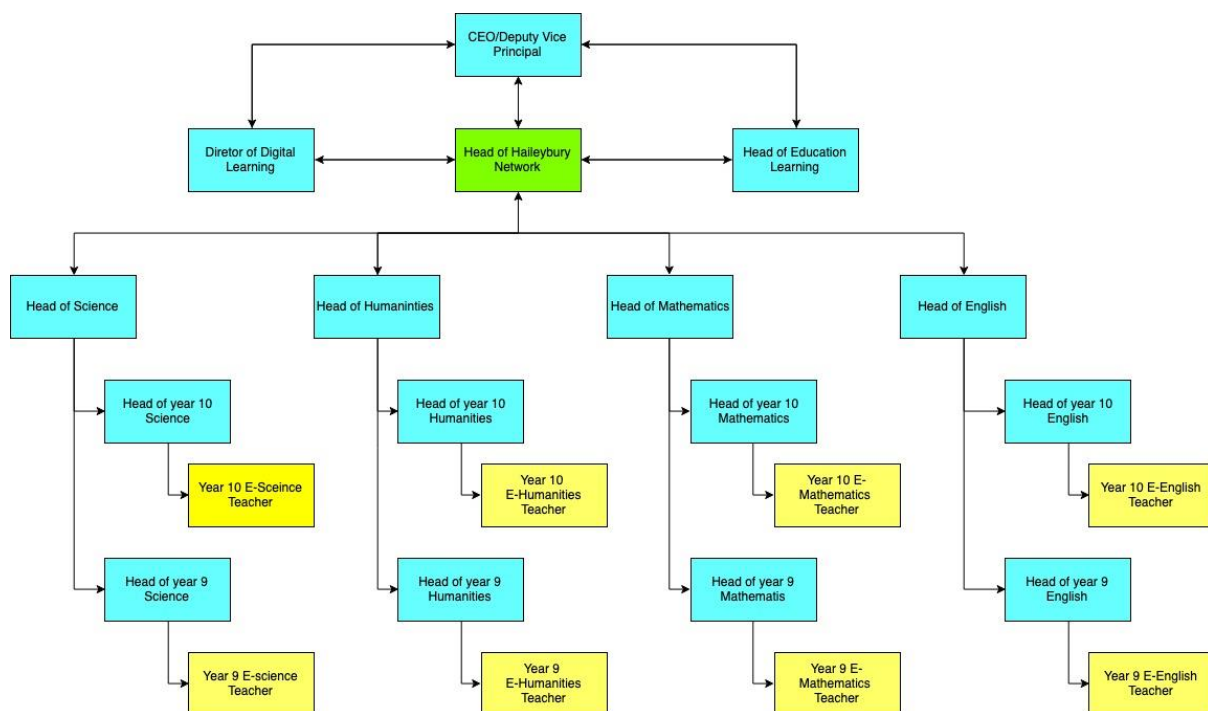 CEO/Deputy Vice
Principal
Diretor of Digital
Learning
Head of Haileybury
Network
Head of Education
Learning
Head of Science
Head of Humaninties
Head of Mathematics
Head of English
Head of year 10
Science
Head of year 10
Humanities
Head of year 10
Mathematics
Head of year 10
English
Year 10 E-Sceince
Teacher
Year 10
E-Humanities
Teacher
Year 10 E-
Mathematics
Teacher
Year 10 E-English
Teacher
Head of year 9
Science
Head of year 9
Humanities
Head of year 9
Mathematis
Head of year 9
English
Year 9 E-science
Teacher
Year 9
E-Humanities
Teacher
Year 9 E-
Mathematics
Teacher
Year 9 E-English
Teacher